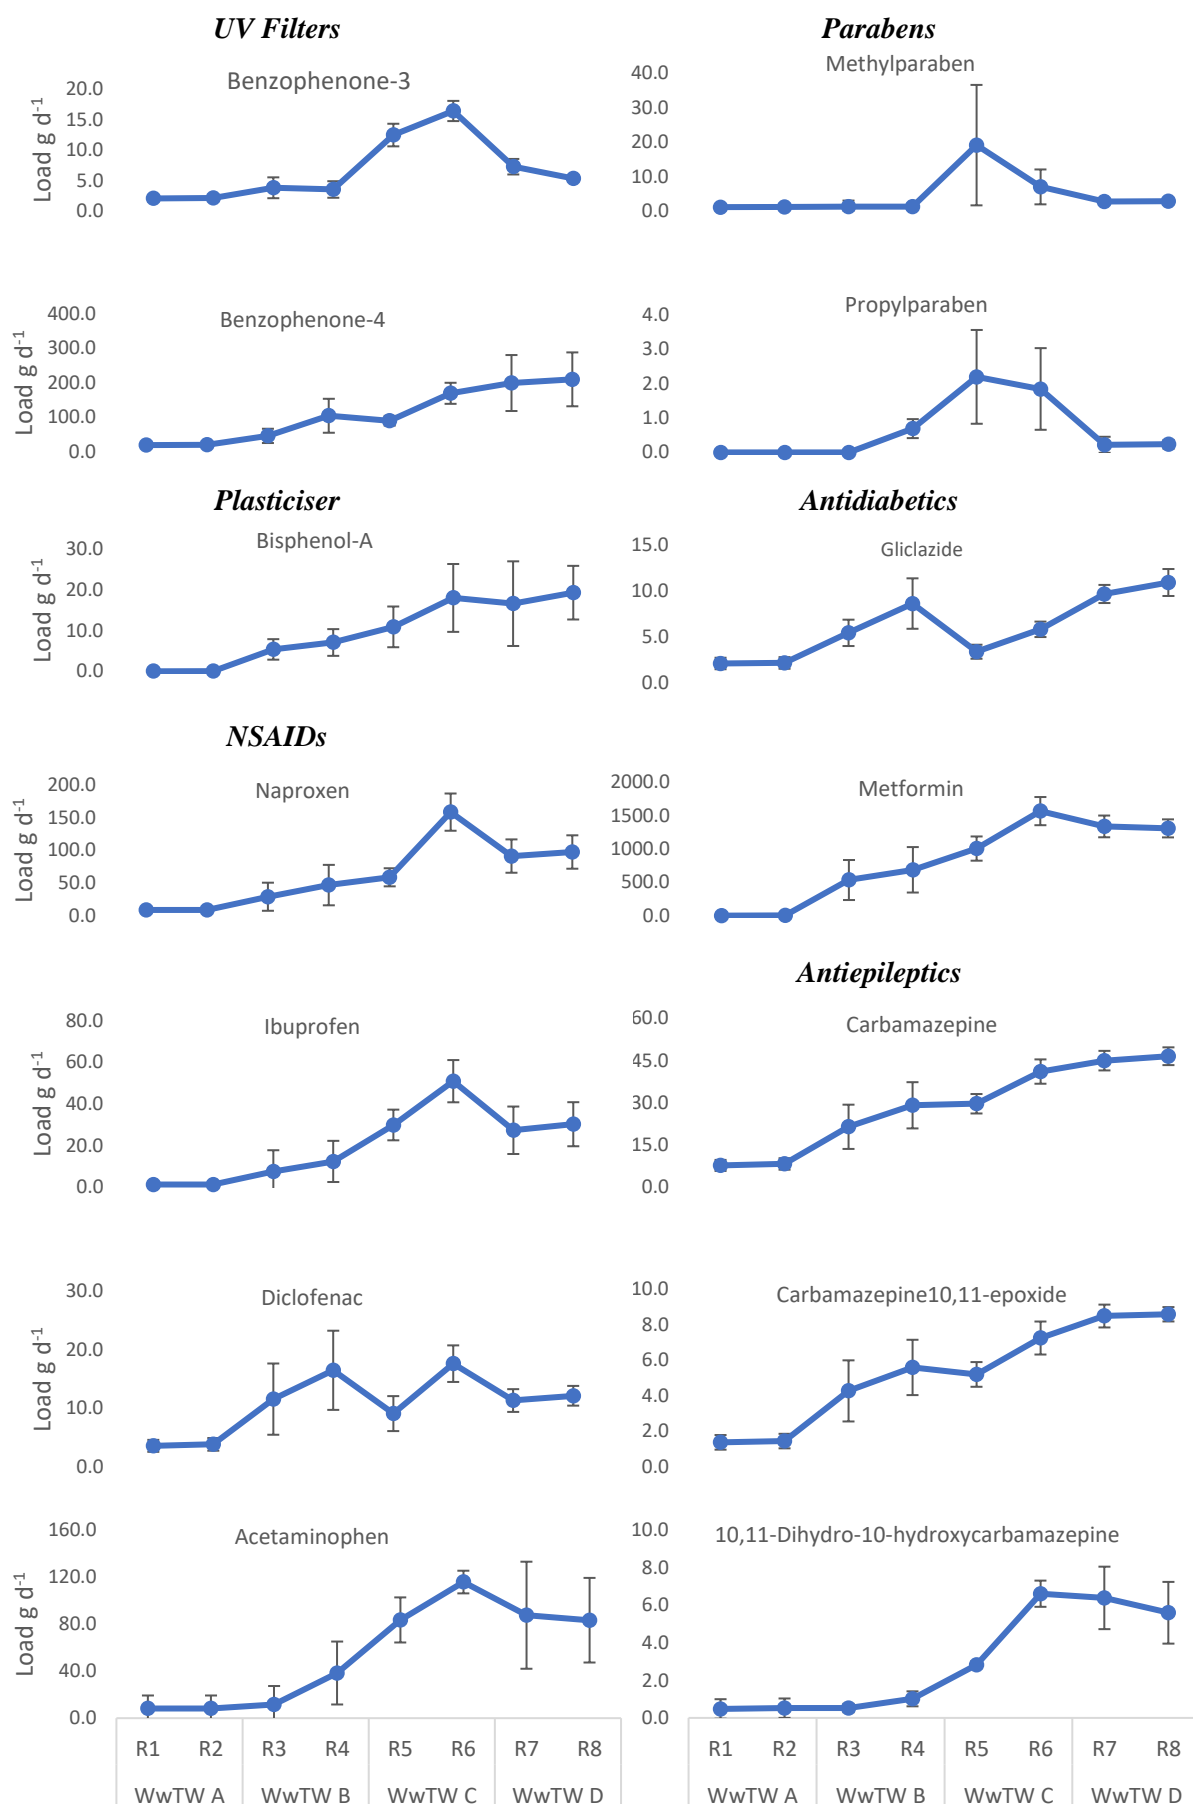 UV Filters
Benzophenone-3
Load g d-1
20.0
15.0
10.0
5.0
0.0
Benzophenone-4
Load g d-1
400.0
300.0
200.0
100.0
0.0
Plasticiser
Bisphenol-A
Load g d-1
30.0
20.0
10.0
0.0
NSAIDs
Naproxen
Load g d-1
200.0
150.0
100.0
50.0
0.0
Ibuprofen
Load g d-1
80.0
60.0
40.0
20.0
0.0
Diclofenac
Load g d-1
30.0
20.0
10.0
0.0
Acetaminophen
Load g d-1
160.0
120.0
80.0
40.0
0.0
R1 R2 R3 R4 R5 R6 R7 R8
WwTW A WwTW B WwTW C WwTW D
Parabens
Methylparaben
40.0
30.0
20.0
10.0
0.0
Propylparaben
4.0
3.0
2.0
1.0
0.0
Antidiabetics
Gliclazide
15.0
10.0
5.0
0.0
Metformin
2000.0
1500.0
1000.0
500.0
0.0
Antiepileptics
Carbamazepine
60.0
45.0
30.0
15.0
0.0
Carbamazepine10,11-epoxide
10.0
8.0
6.0
4.0
2.0
0.0
10,11-Dihydro-10-hydroxycarbamazepine
10.0
8.0
6.0
4.0
2.0
0.0
R1 R2 R3 R4 R5 R6 R7 R8
WwTW A WwTW B WwTW C WwTW D